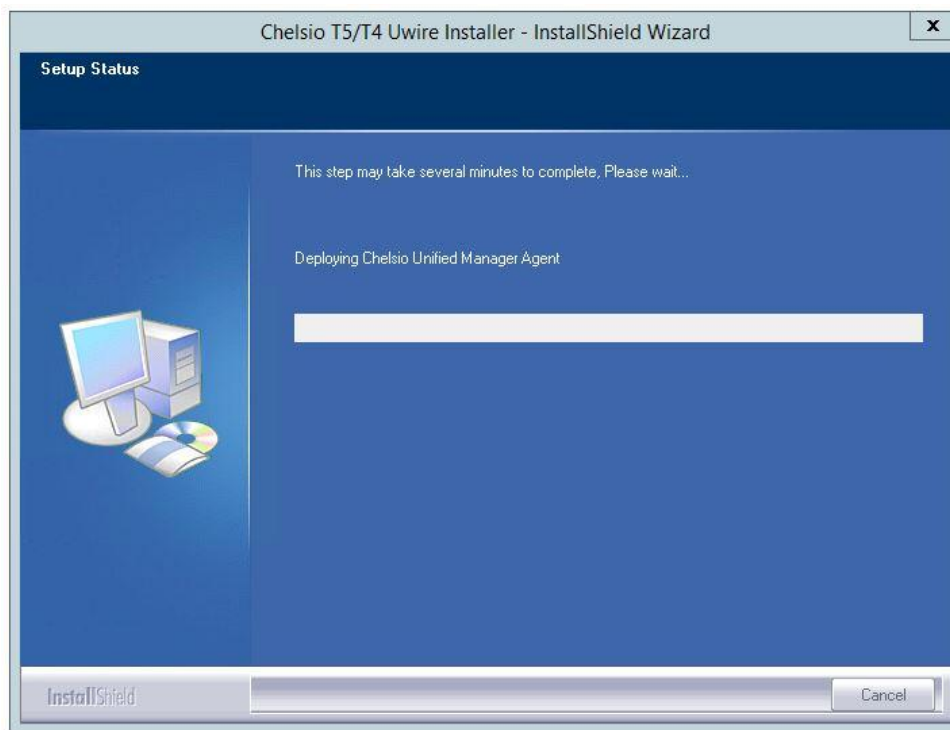 Chelsio T5/T4 Uwire Installer - InstallShield Wizard
x
Setup Status
This step may take several minutes to complete, Please wait...
Deploying Chelsio Unified Manager Agent
InstallShield
Cancel